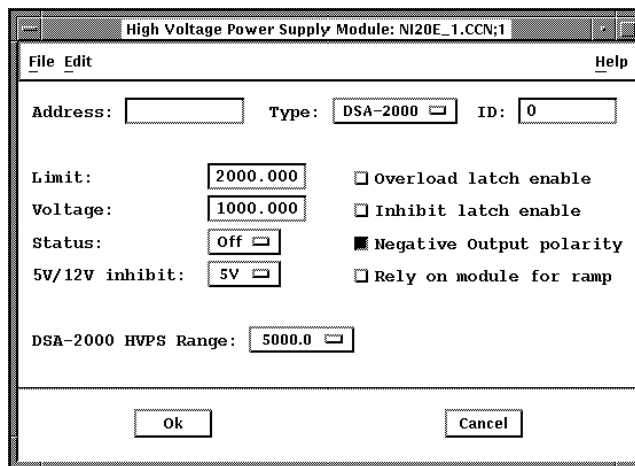 High Voltage Power Supply Module: NI20E_1.CCN;1
File Edit Help
Address: Type: DSA-2000 ID: 0
Limit: 2000.000 Overload latch enable
Voltage: 1000.000 Inhibit latch enable
Status: Off Negative Output polarity
5V/12V inhibit: 5V Rely on module for ramp
DSA-2000 HVPS Range: 5000.0
Ok Cancel